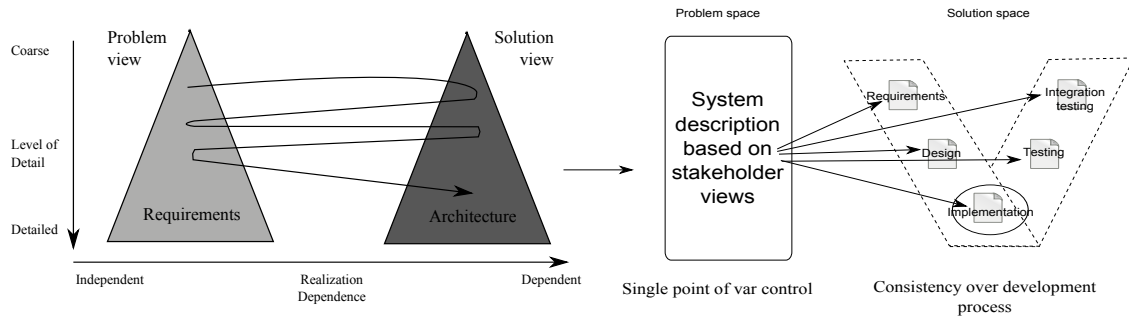 Coarse
Level of
Detail
Detailed
Problem
view
Solution
view
Requirements
Architecture
Independent
Realization
Dependence
Dependent
Problem space
System
description
based on
stakeholder
views
Single point of var control
Solution space
Requirements
Integration
testing
Design
Testing
Implementation
Consistency over development
process